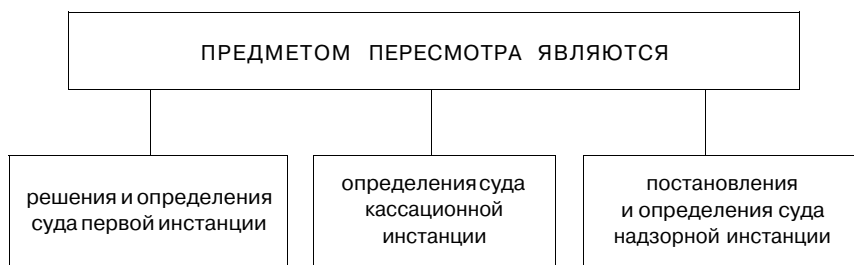 ПРЕДМЕТОМ ПЕРЕСМОТРА ЯВЛЯЮТСЯ
решения и определения
суда первой инстанции
определения суда
кассационной
инстанции
постановления
и определения суда
надзорной инстанции